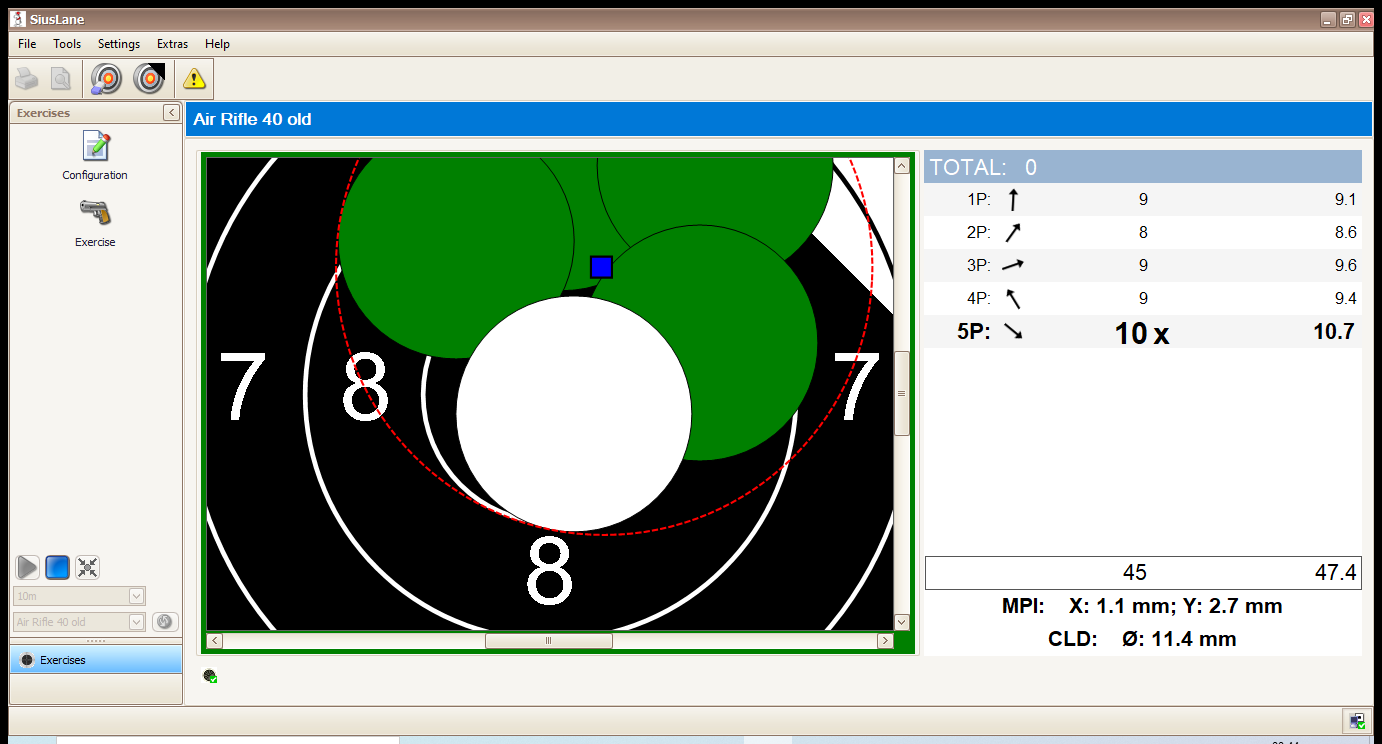 SiusLane
File Tools Settings Extras Help
Exercises
Configuration
Exercise
10m
Air Rifle 40 old
Exercises
Air Rifle 40 old
7 8 7
8
TOTAL: 0
1P: 9 9.1
2P: 8 8.6
3P: 9 9.6
4P: 9 9.4
5P: 10 x 10.7
45 47.4
MPI: X: 1.1 mm; Y: 2.7 mm
CLD: Ø: 11.4 mm